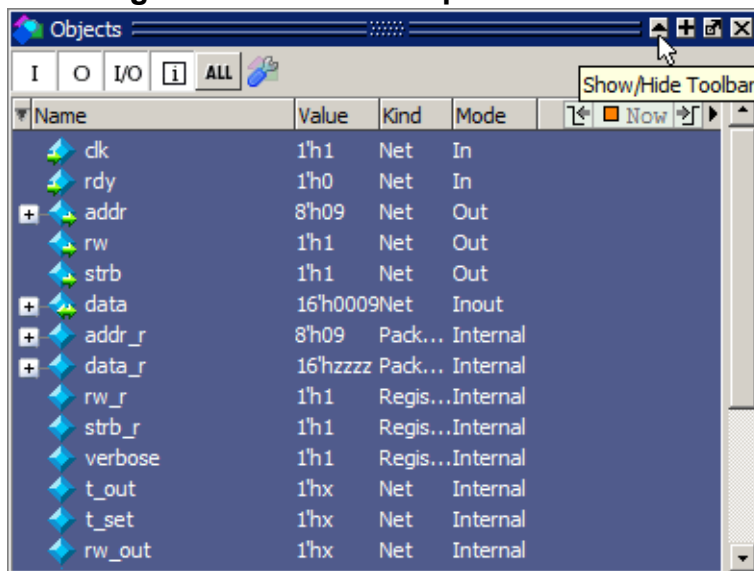 Objects
I O I/O i ALL
Show/Hide Toolbar
Name Value Kind Mode Now
clk 1'h1 Net In
rdy 1'h0 Net In
addr 8'h09 Net Out
rw 1'h1 Net Out
strb 1'h1 Net Out
data 16'h0009 Net Inout
addr_r 8'h09 Pack... Internal
data_r 16'hzzzz Pack... Internal
rw_r 1'h1 Regis... Internal
strb_r 1'h1 Regis... Internal
verbose 1'h1 Regis... Internal
t_out 1'hx Net Internal
t_set 1'hx Net Internal
rw_out 1'hx Net Internal